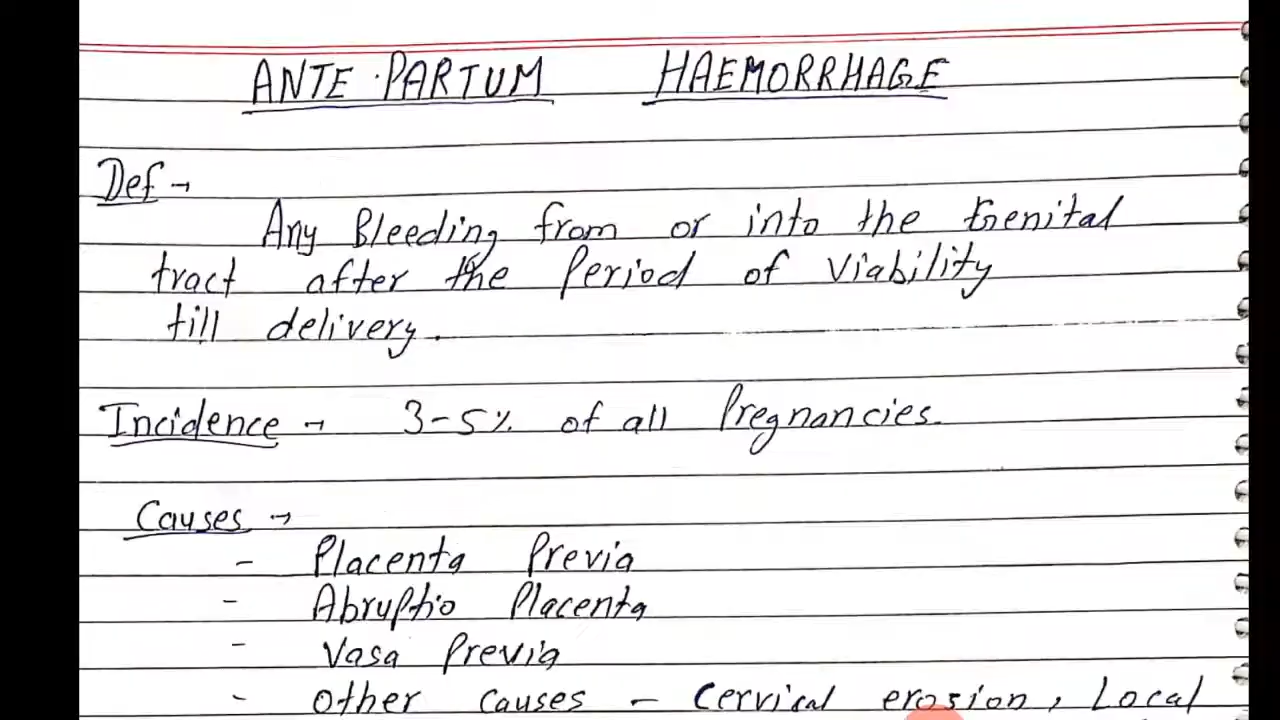 ANTE PARTUM HAEMORRHAGE
Def →
Any Bleeding from or into the Genital
tract after the Period of Viability
till delivery.
Incidence → 3-5% of all Pregnancies.
Causes →
- Placenta Previa
- Abruptio Placenta
- Vasa Previa
- Other causes - Cervical erosion, Local